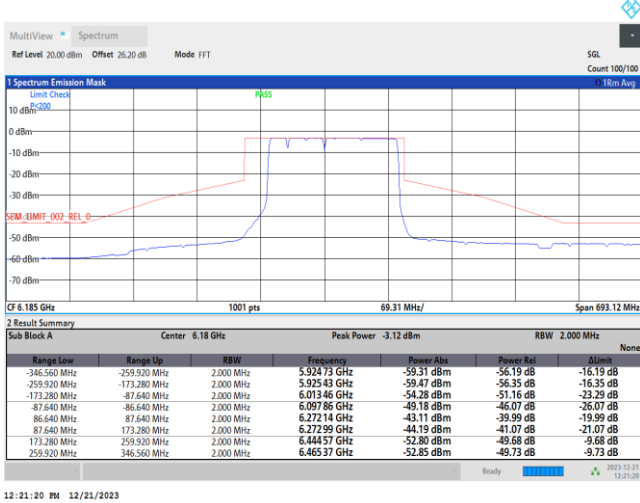 MultiView Spectrum
Ref Level 20.00 dBm Offset 26.20 dB Mode FFT SGL
Count 100/100
1 Spectrum Emission Mask 1Rm Avg
Limit Check PASS
P<200
10 dBm
0 dBm
-10 dBm
-20 dBm
-30 dBm
SEM_LIMIT_002_REL_0
-50 dBm
-60 dBm
-70 dBm
CF 6.185 GHz 1001 pts 69.31 MHz/ Span 693.12 MHz
2 Result Summary
Sub Block A Center 6.18 GHz Peak Power -3.12 dBm RBW 2.000 MHz
None
Range Low Range Up RBW Frequency Power Abs Power Rel ΔLimit
-346.560 MHz -259.920 MHz 2.000 MHz 5.92473 GHz -59.31 dBm -56.19 dB -16.19 dB
-259.920 MHz -173.280 MHz 2.000 MHz 5.92543 GHz -59.47 dBm -56.35 dB -16.35 dB
-173.280 MHz -87.640 MHz 2.000 MHz 6.01346 GHz -54.28 dBm -51.16 dB -23.29 dB
-87.640 MHz -86.640 MHz 2.000 MHz 6.09786 GHz -49.18 dBm -46.07 dB -26.07 dB
86.640 MHz 87.640 MHz 2.000 MHz 6.27214 GHz -43.11 dBm -39.99 dB -19.99 dB
87.640 MHz 173.280 MHz 2.000 MHz 6.27299 GHz -44.19 dBm -41.07 dB -21.07 dB
173.280 MHz 259.920 MHz 2.000 MHz 6.44457 GHz -52.80 dBm -49.68 dB -9.68 dB
259.920 MHz 346.560 MHz 2.000 MHz 6.46537 GHz -52.85 dBm -49.73 dB -9.73 dB
Ready 2023-12-21
12:21:20
12:21:20 PM 12/21/2023